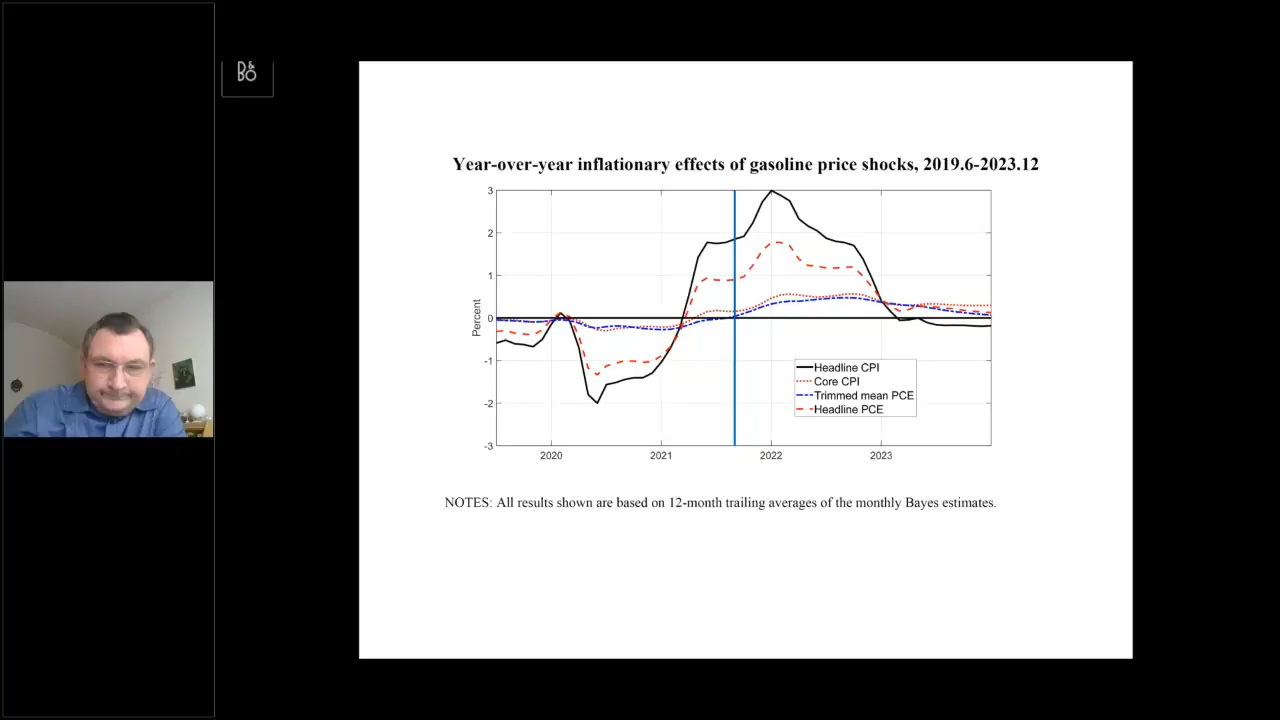 D&
BO
Year-over-year inflationary effects of gasoline price shocks, 2019.6-2023.12
3
2
1
0
-1
-2
-3
Percent
2020 2021 2022 2023
Headline CPI
Core CPI
Trimmed mean PCE
Headline PCE
NOTES: All results shown are based on 12-month trailing averages of the monthly Bayes estimates.